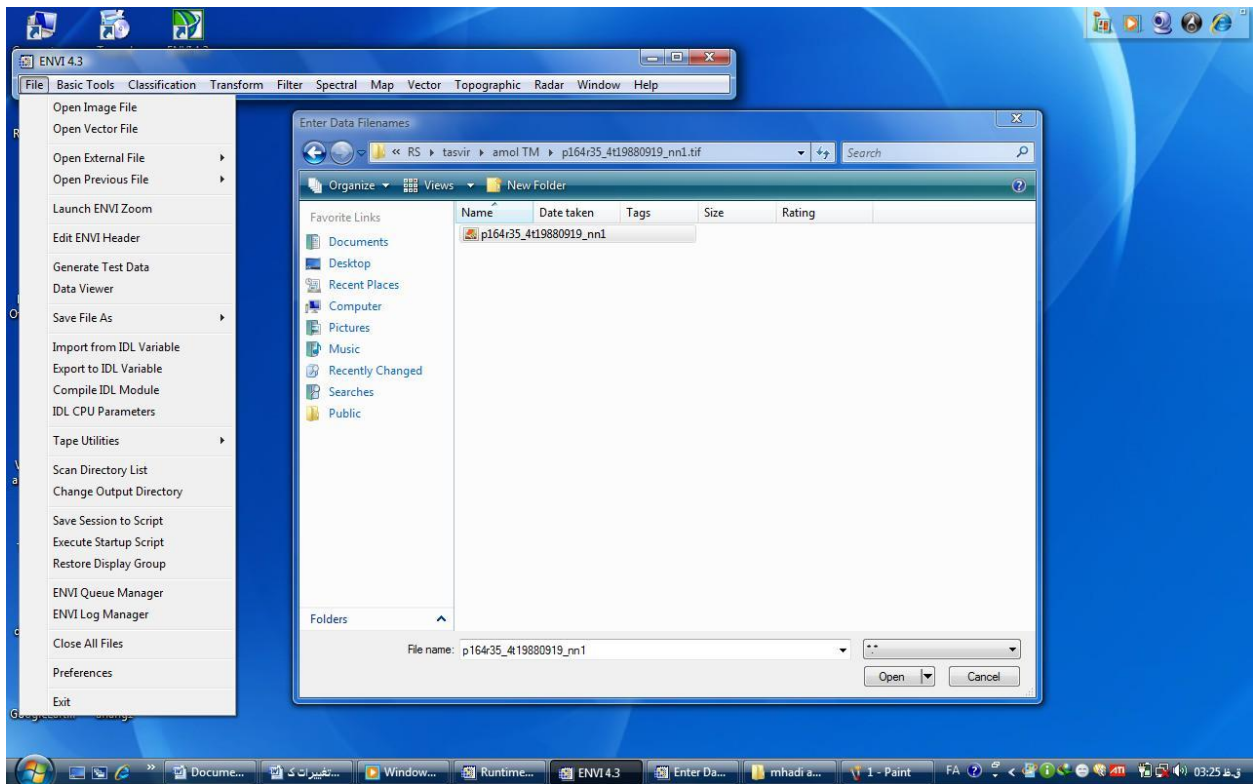 ENVI 4.3
File Basic Tools Classification Transform Filter Spectral Map Vector Topographic Radar Window Help
Open Image File
Open Vector File
Open External File
Open Previous File
Launch ENVI Zoom
Edit ENVI Header
Generate Test Data
Data Viewer
Save File As
Import from IDL Variable
Export to IDL Variable
Compile IDL Module
IDL CPU Parameters
Tape Utilities
Scan Directory List
Change Output Directory
Save Session to Script
Execute Startup Script
Restore Display Group
ENVI Queue Manager
ENVI Log Manager
Close All Files
Preferences
Exit
Enter Data Filenames
« RS ▸ tasvir ▸ amol TM ▸ p164r35_4t19880919_nn1.tif
Search
Organize Views New Folder
Favorite Links
Documents
Desktop
Recent Places
Computer
Pictures
Music
Recently Changed
Searches
Public
Folders
Name Date taken Tags Size Rating
p164r35_4t19880919_nn1
File name: p164r35_4t19880919_nn1
*.*
Open Cancel
» Docume... تغییرات ک... Window... Runtime... ENVI 4.3 Enter Da... mhadi a... 1 - Paint FA 03:25 ق.ظ